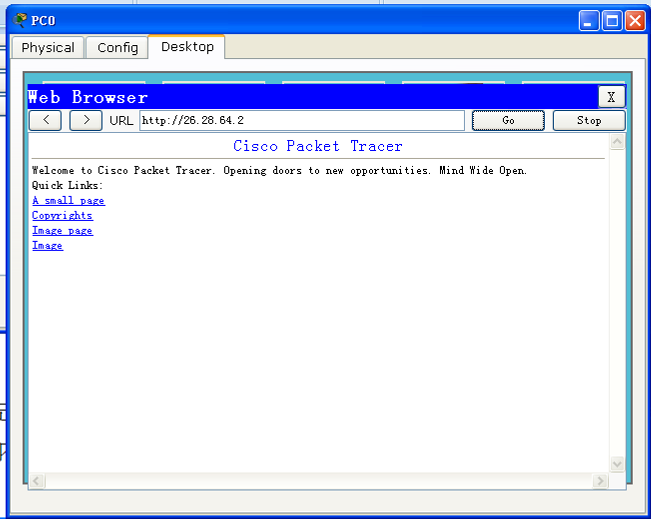 PC0
Physical Config Desktop
Web Browser X
< > URL http://26.28.64.2 Go Stop
Cisco Packet Tracer
Welcome to Cisco Packet Tracer. Opening doors to new opportunities. Mind Wide Open.
Quick Links:
A small page
Copyrights
Image page
Image